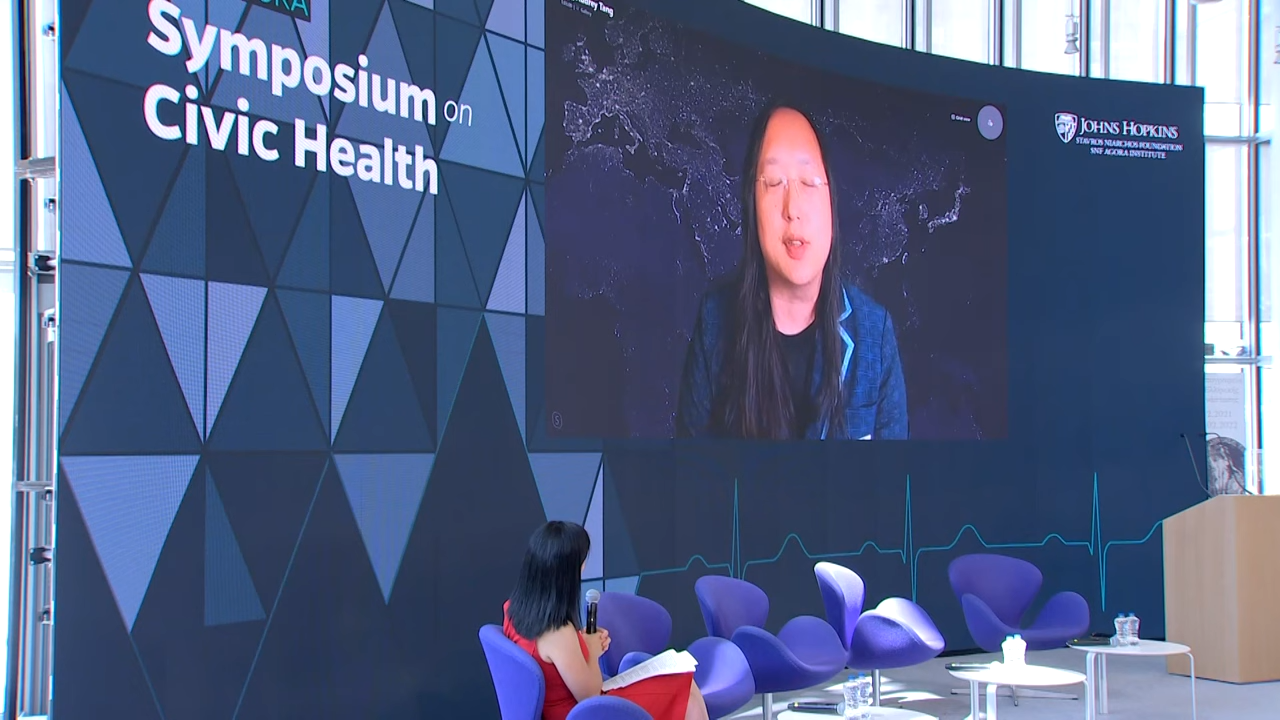 Symposium on
Civic Health
JOHNS HOPKINS
STAVROS NIARCHOS FOUNDATION
SNF AGORA INSTITUTE